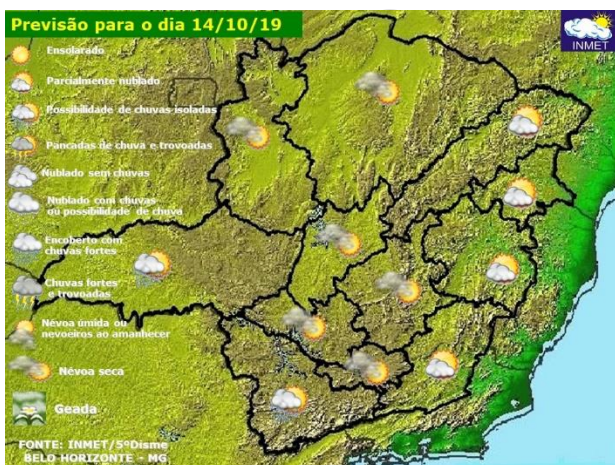 Previsão para o dia 14/10/19
INMET
Ensolarado
Parcialmente nublado
Possibilidade de chuvas isoladas
Pancadas de chuva e trovoadas
Nublado sem chuvas
Nublado com chuvas
ou possibilidade de chuva
Encoberto com
chuvas fortes
Chuvas fortes
e trovoadas
Névoa úmida ou
nevoeiros ao amanhecer
Névoa seca
Geada
FONTE: INMET/5ºDisme
BELO HORIZONTE - MG